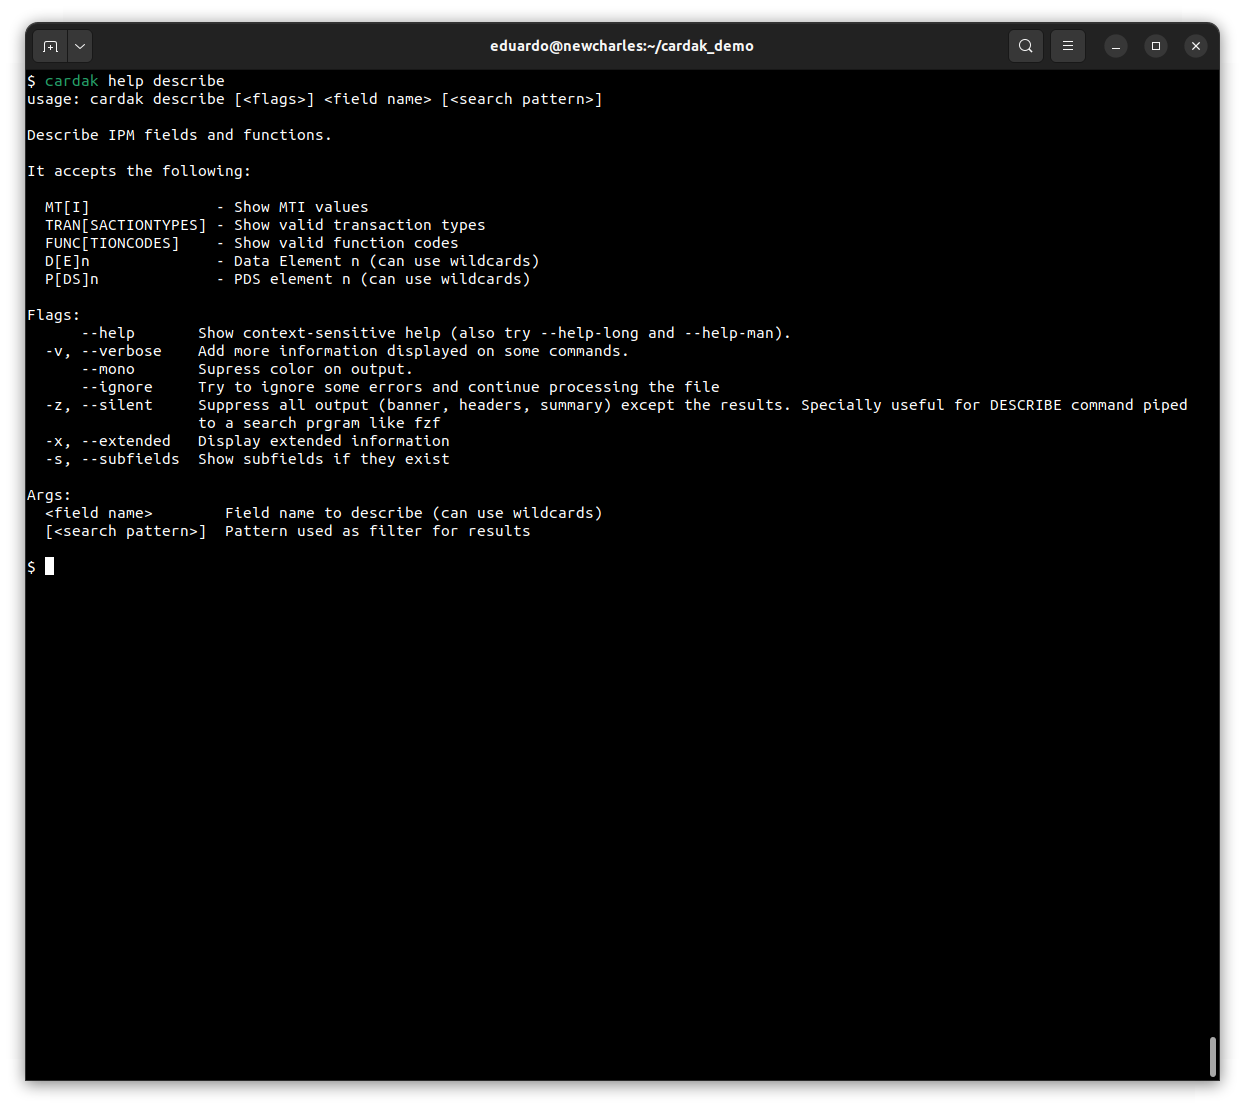 eduardo@newcharles:~/cardak_demo
$ cardak help describe
usage: cardak describe [<flags>] <field name> [<search pattern>]
Describe IPM fields and functions.
It accepts the following:
MT[I] - Show MTI values
TRAN[SACTIONTYPES] - Show valid transaction types
FUNC[TIONCODES] - Show valid function codes
D[E]n - Data Element n (can use wildcards)
P[DS]n - PDS element n (can use wildcards)
Flags:
--help Show context-sensitive help (also try --help-long and --help-man).
-v, --verbose Add more information displayed on some commands.
--mono Supress color on output.
--ignore Try to ignore some errors and continue processing the file
-z, --silent Suppress all output (banner, headers, summary) except the results. Specially useful for DESCRIBE command piped
to a search prgram like fzf
-x, --extended Display extended information
-s, --subfields Show subfields if they exist
Args:
<field name> Field name to describe (can use wildcards)
[<search pattern>] Pattern used as filter for results
$